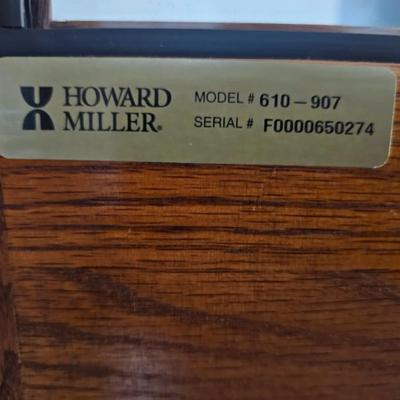 HOWARD
MILLER®
MODEL # 610-907
SERIAL # F0000650274